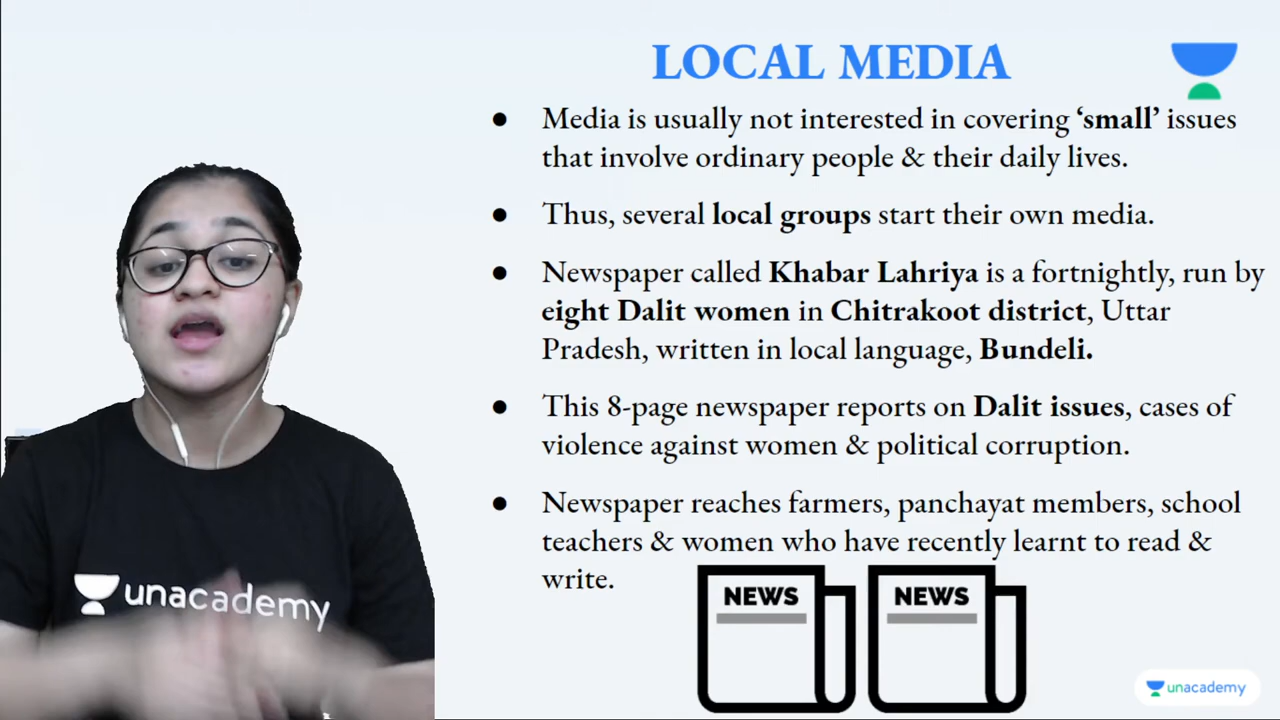 LOCAL MEDIA
● Media is usually not interested in covering ‘small’ issues
that involve ordinary people & their daily lives.
● Thus, several local groups start their own media.
● Newspaper called Khabar Lahriya is a fortnightly, run by
eight Dalit women in Chitrakoot district, Uttar
Pradesh, written in local language, Bundeli.
● This 8-page newspaper reports on Dalit issues, cases of
violence against women & political corruption.
● Newspaper reaches farmers, panchayat members, school
teachers & women who have recently learnt to read &
write.
NEWS NEWS
unacademy
unacademy